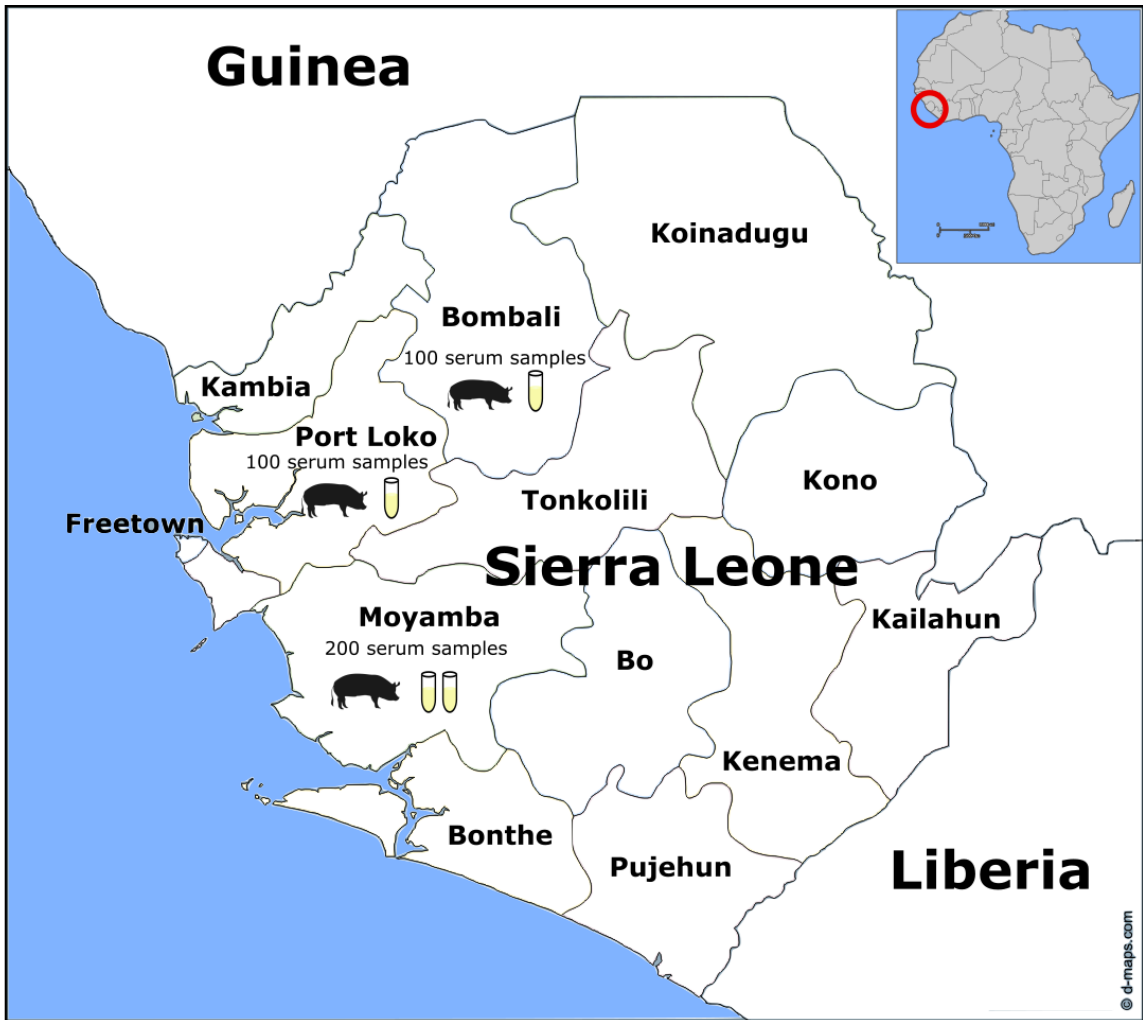 Guinea
Koinadugu
Bombali
100 serum samples
Kambia
Port Loko
100 serum samples
Kono
Tonkolili
Freetown
Sierra Leone
Moyamba
200 serum samples
Kailahun
Bo
Kenema
Bonthe
Pujehun
Liberia
© d-maps.com